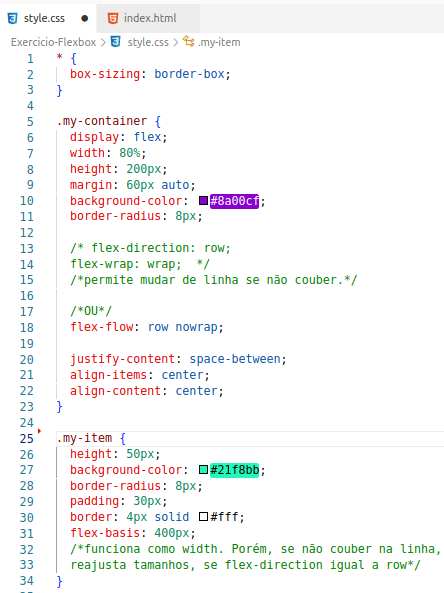 style.css ● index.html
Exercicio-Flexbox > style.css > .my-item
1 * {
2 box-sizing: border-box;
3 }
4
5 .my-container {
6 display: flex;
7 width: 80%;
8 height: 200px;
9 margin: 60px auto;
10 background-color: #8a00cf;
11 border-radius: 8px;
12
13 /* flex-direction: row;
14 flex-wrap: wrap; */
15 /*permite mudar de linha se não couber.*/
16
17 /*OU*/
18 flex-flow: row nowrap;
19
20 justify-content: space-between;
21 align-items: center;
22 align-content: center;
23 }
24
25 .my-item {
26 height: 50px;
27 background-color: #21f8bb;
28 border-radius: 8px;
29 padding: 30px;
30 border: 4px solid #fff;
31 flex-basis: 400px;
32 /*funciona como width. Porém, se não couber na linha,
33 reajusta tamanhos, se flex-direction igual a row*/
34 }